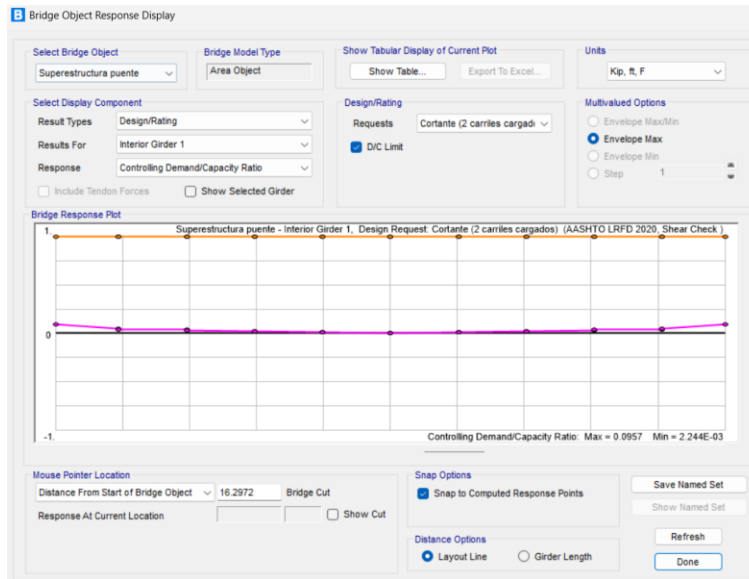 B Bridge Object Response Display
Select Bridge Object
Superestructura puente
Bridge Model Type
Area Object
Show Tabular Display of Current Plot
Show Table...
Export To Excel...
Units
Kip, ft, F
Select Display Component
Result Types
Design/Rating
Results For
Interior Girder 1
Response
Controlling Demand/Capacity Ratio
Include Tendon Forces
Show Selected Girder
Design/Rating
Requests
Cortante (2 carriles cargado
D/C Limit
Multivalued Options
Envelope Max/Min
Envelope Max
Envelope Min
Step
1
Bridge Response Plot
1.
Superestructura puente - Interior Girder 1, Design Request: Cortante (2 carriles cargados) (AASHTO LRFD 2020, Shear Check )
0
-1.
Controlling Demand/Capacity Ratio: Max = 0.0957 Min = 2.244E-03
Mouse Pointer Location
Distance From Start of Bridge Object
16.2972
Bridge Cut
Response At Current Location
Show Cut
Snap Options
Snap to Computed Response Points
Distance Options
Layout Line
Girder Length
Save Named Set
Show Named Set
Refresh
Done